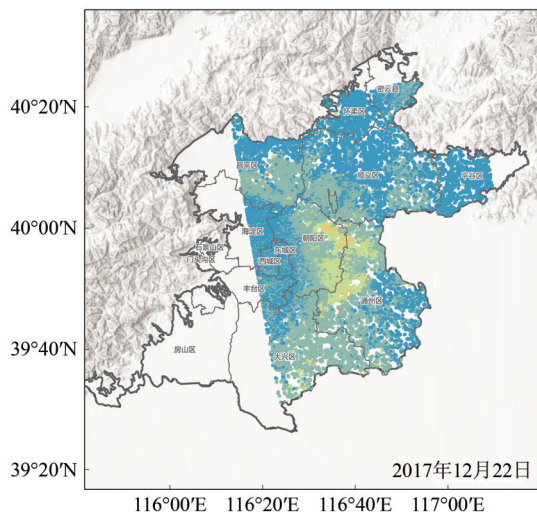 密云县
怀柔区
40°20′N
昌平区
顺义区
平谷区
40°00′N
海淀区
朝阳区
石景山区
东城区
门头沟区
西城区
丰台区
通州区
39°40′N
房山区
大兴区
39°20′N
2017年12月22日
116°00′E
116°20′E
116°40′E
117°00′E